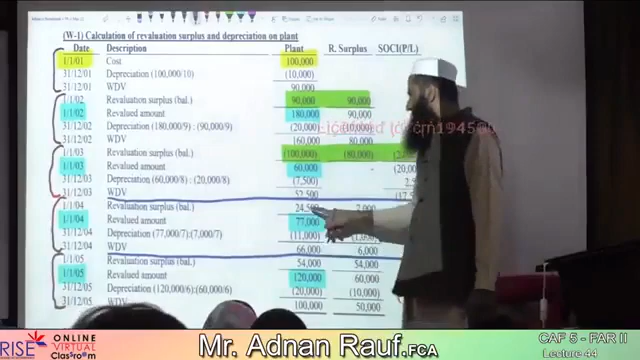 (W-1) Calculation of revaluation surplus and depreciation on plant
Date Description Plant R. Surplus SOCI(P/L)
1/1/01 Cost 100,000
31/12/01 Depreciation (100,000/10) (10,000)
31/12/01 WDV 90,000
1/1/02 Revaluation surplus (bal.) 90,000 90,000
1/1/02 Revalued amount 180,000 90,000
31/12/02 Depreciation (180,000/9) : (90,000/9) (20,000) (10,000)
31/12/02 WDV 160,000 80,000
1/1/03 Revaluation surplus (bal.) (100,000) (80,000)
1/1/03 Revalued amount 60,000 - (20,000)
31/12/03 Depreciation (60,000/8) : (20,000/8) (7,500)
31/12/03 WDV 52,500
1/1/04 Revaluation surplus (bal.) 24,500 2,000
1/1/04 Revalued amount 77,000
31/12/04 Depreciation (77,000/7):(7,000/7) (11,000) (1,000)
31/12/04 WDV 66,000 6,000
1/1/05 Revaluation surplus (bal.) 54,000 54,000
1/1/05 Revalued amount 120,000 60,000
31/12/05 Depreciation (120,000/6):(60,000/6) (20,000) (10,000)
31/12/05 WDV 100,000 50,000
RISE ONLINE VIRTUAL Classroom
Mr. Adnan Rauf.FCA
CAF 5 - FAR II
Lecture 44